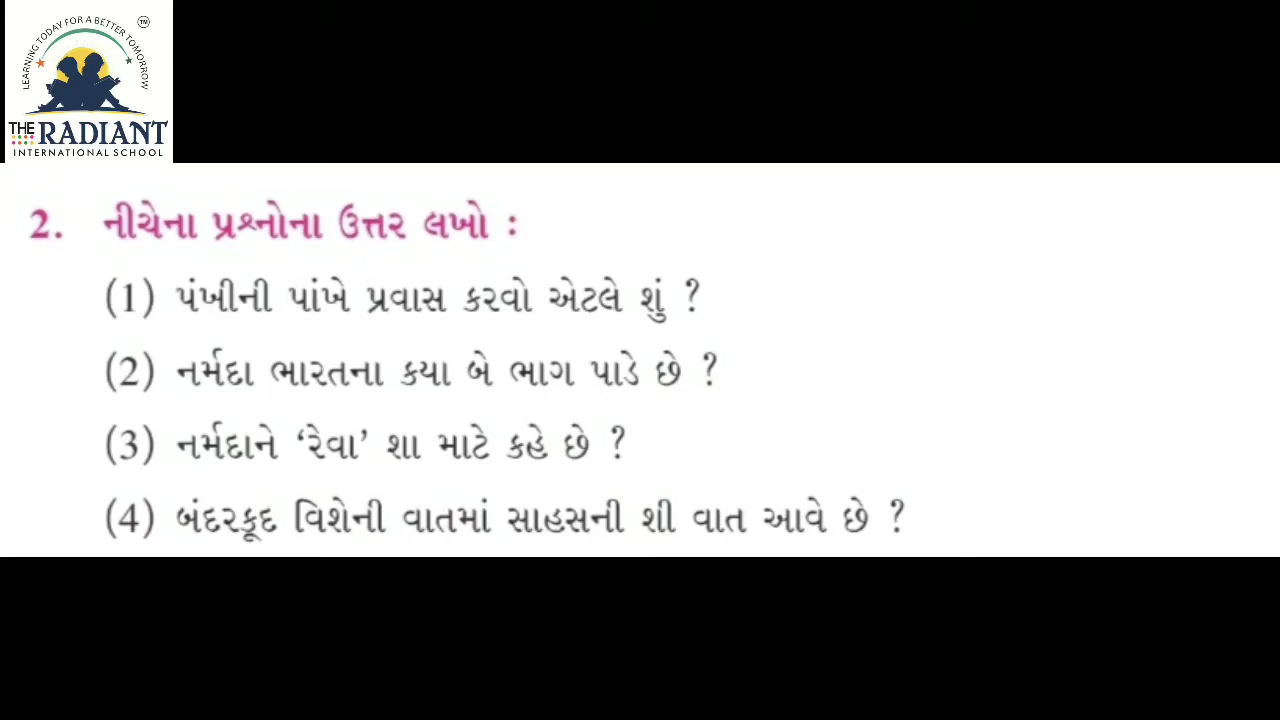 LEARNING TODAY FOR A BETTER TOMORROW
TM
THE RADIANT
INTERNATIONAL SCHOOL
2. નીચેના પ્રશ્નોના ઉત્તર લખો :
(1) પંખીની પાંખે પ્રવાસ કરવો એટલે શું ?
(2) નર્મદા ભારતના કયા બે ભાગ પાડે છે ?
(3) નર્મદાને ‘રેવા’ શા માટે કહે છે ?
(4) બંદરકૂદ વિશેની વાતમાં સાહસની શી વાત આવે છે ?